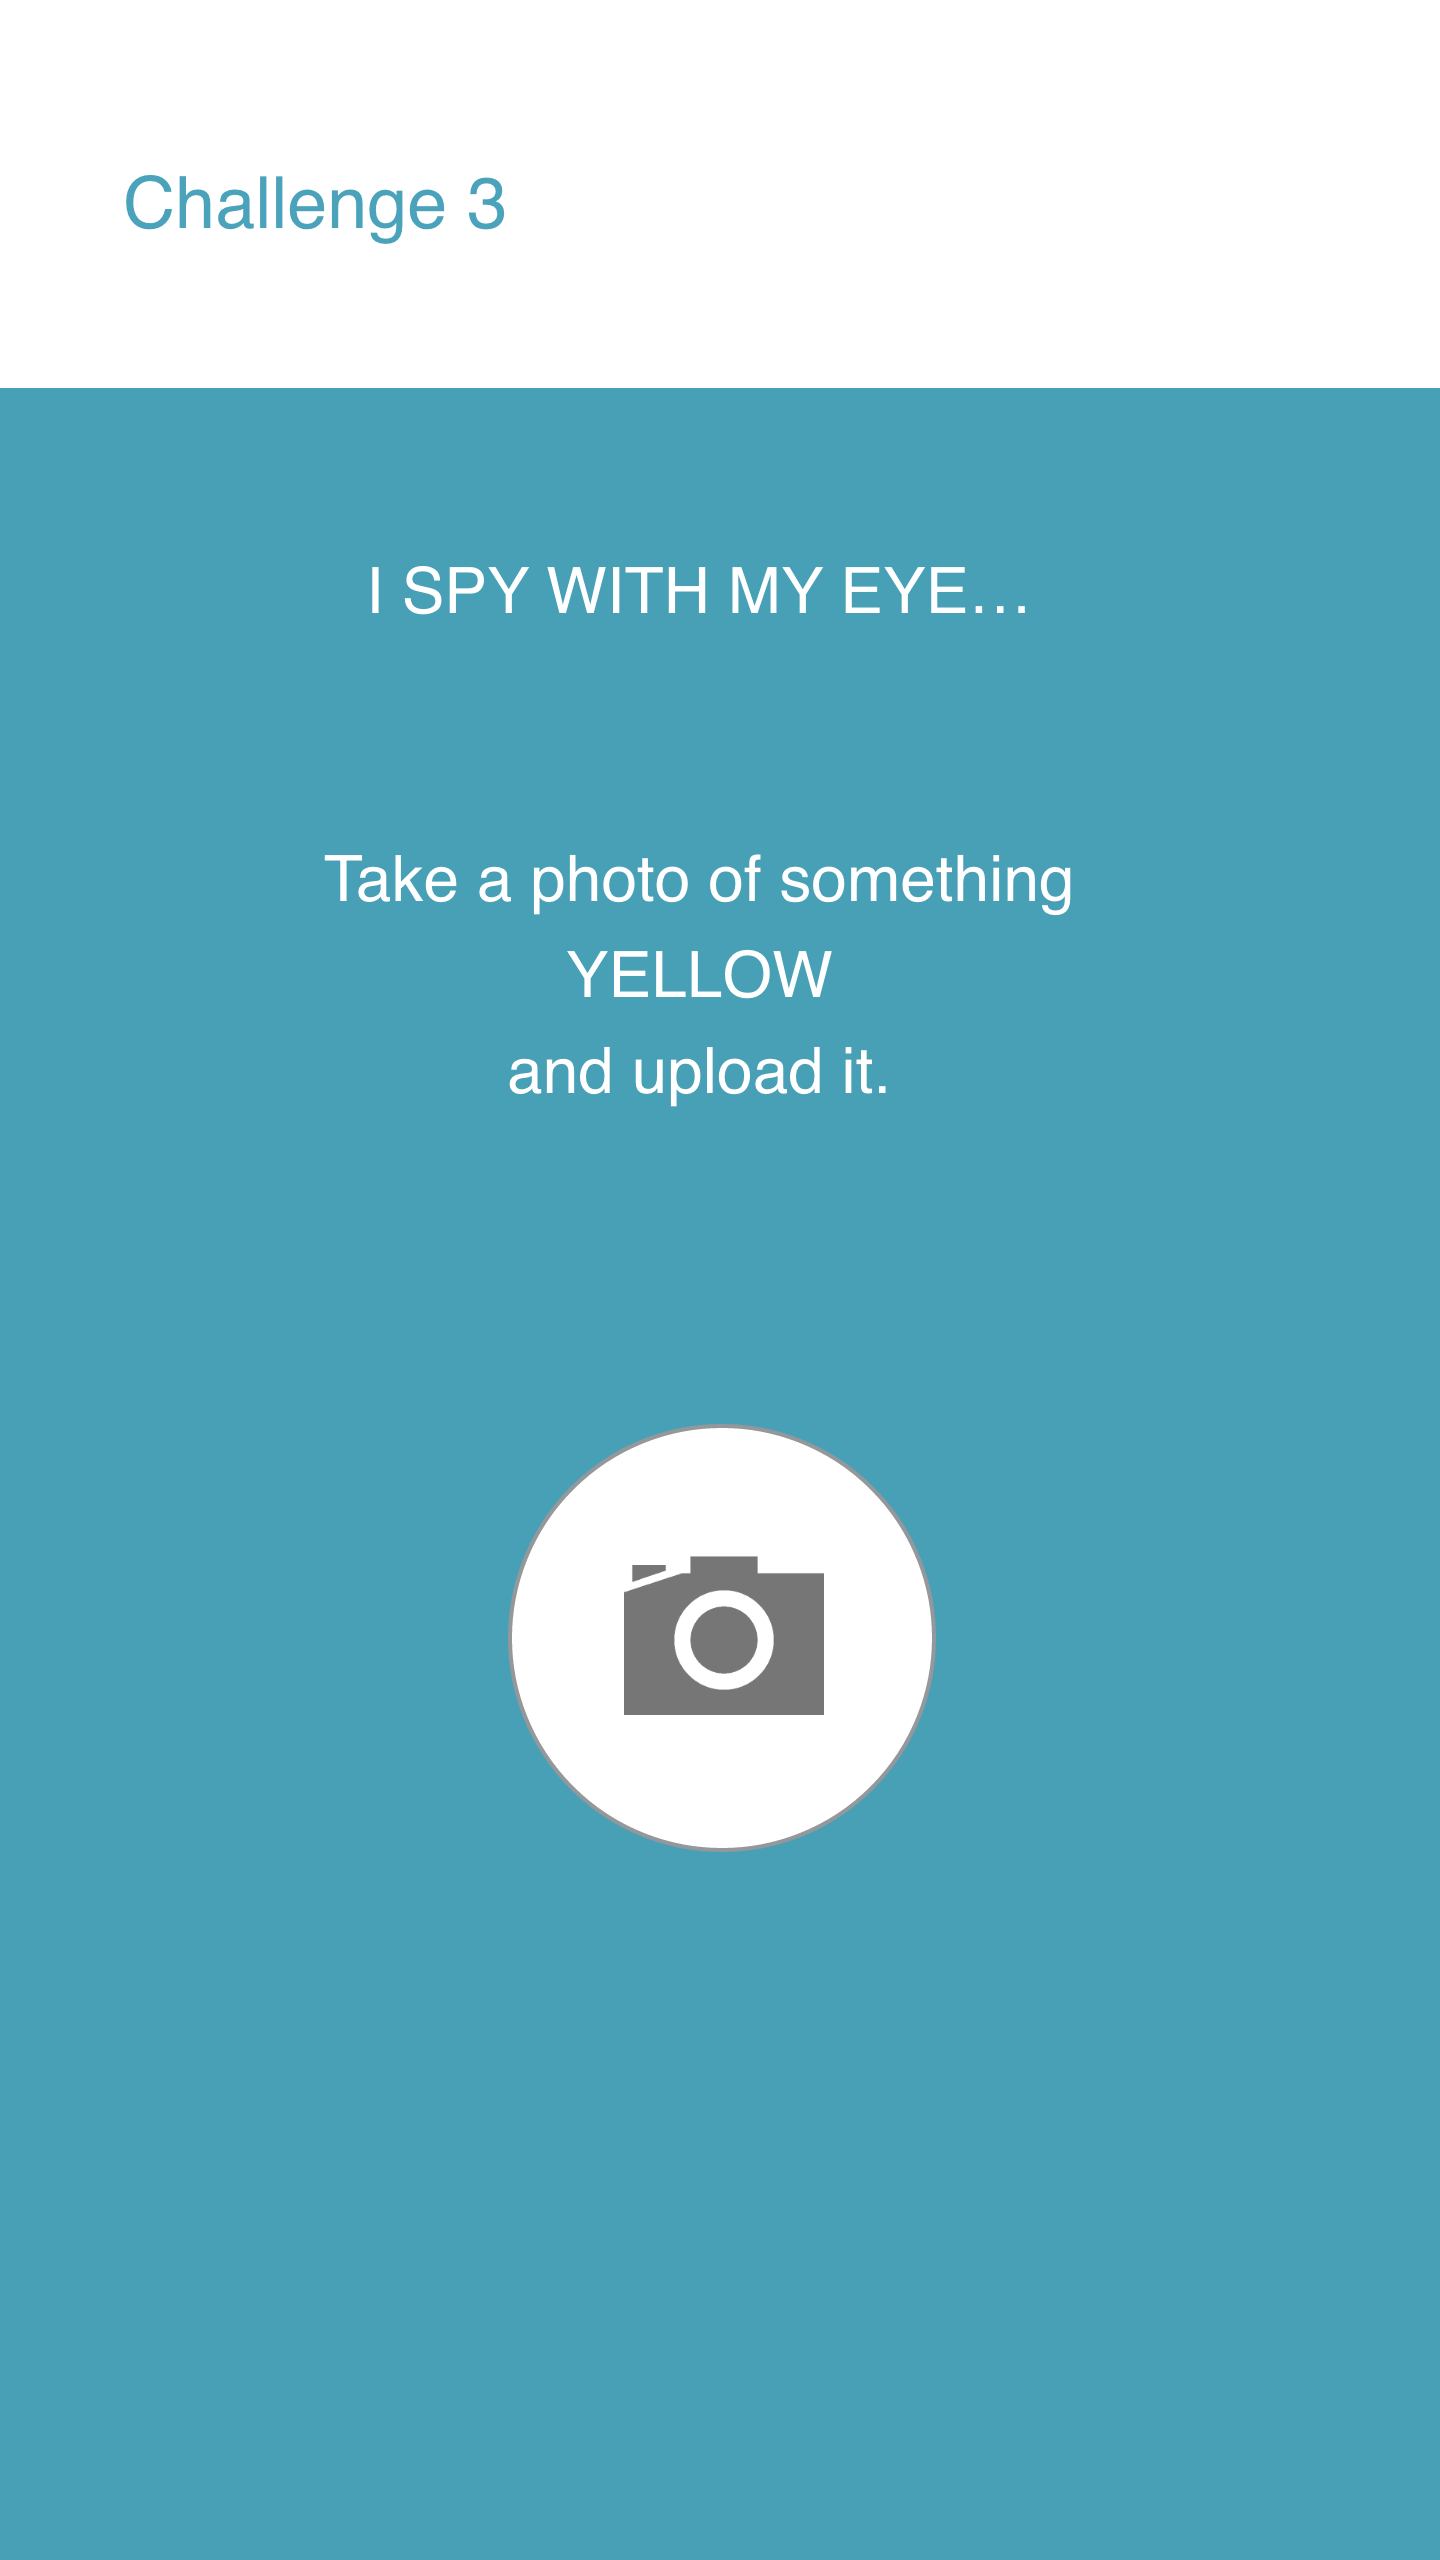 Challenge 3
I SPY WITH MY EYE…
Take a photo of something
YELLOW
and upload it.